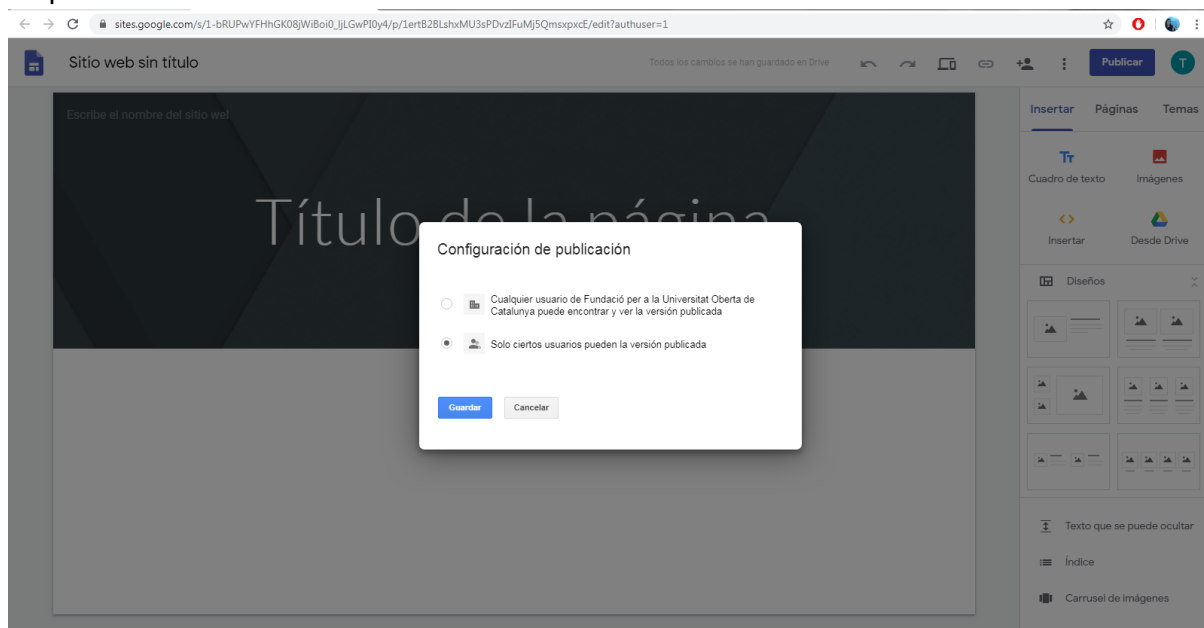 sites.google.com/s/1-bRUPwYFHhGK08jWiBoi0_ljLGwPI0y4/p/1ertB2BLshxMU3sPDvzIFuMj5QmsxpxcE/edit?authuser=1
Sitio web sin título
Todos los cambios se han guardado en Drive
Publicar
T
Escribe el nombre del sitio wel
Insertar Páginas Temas
Título de la página
Tт
Cuadro de texto Imágenes
Insertar Desde Drive
Configuración de publicación
Cualquier usuario de Fundació per a la Universitat Oberta de
Catalunya puede encontrar y ver la versión publicada
Solo ciertos usuarios pueden la versión publicada
Guardar Cancelar
Diseños
Texto que se puede ocultar
Índice
Carrusel de imágenes